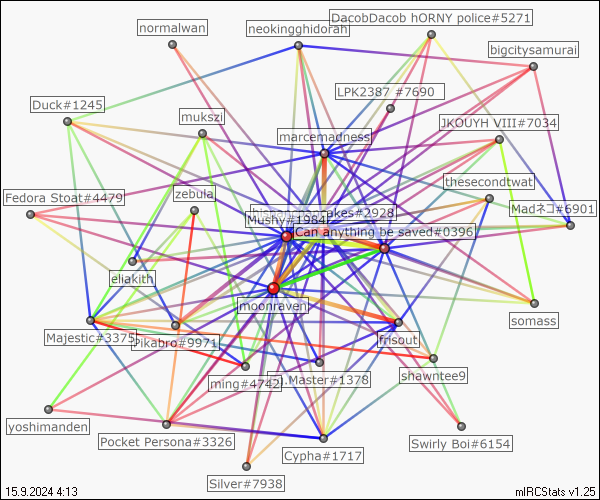 DacobDacob hORNY police#5271
normalwan
neokingghidorah
bigcitysamurai
LPK2387 #7690
Duck#1245
mukszi
JKOUYH VIII#7034
marcemadness
thesecondtwat
zebula
Fedora Stoat#4479
Madネコ#6901
cakes#2928
Mushy#1984
Can anything be saved#0396
eliakith
moonraven
somass
Majestic#3375
Pikabro#9971
frisout
shawntee9
ming#4742
Master#1378
yoshimanden
Pocket Persona#3326
Swirly Boi#6154
Cypha#1717
Silver#7938
15.9.2024 4:13
mIRCStats v1.25